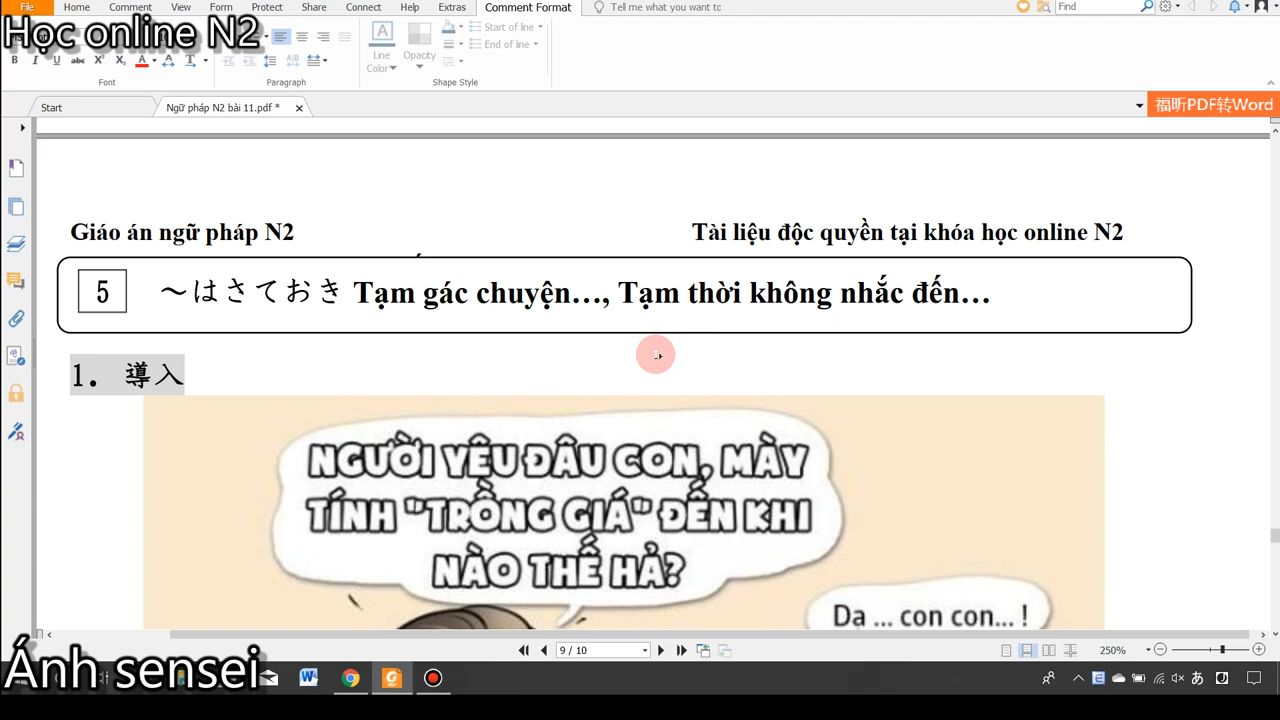 File Home Comment View Form Protect Share Connect Help Extras Comment Format Tell me what you want to Find
Học online N2
Line Color
Opacity
Start of line
End of line
Font Paragraph Shape Style
Start Ngữ pháp N2 bài 11.pdf *
福昕PDF转Word
Giáo án ngữ pháp N2 Tài liệu độc quyền tại khóa học online N2
5 ～はさておき Tạm gác chuyện…, Tạm thời không nhắc đến…
1. 導入
NGƯỜI YÊU ĐÂU CON, MÀY
TÍNH "TRỒNG GIÁ" ĐẾN KHI
NÀO THẾ HẢ?
Dạ ... con con... !
9 / 10 250%
Ánh sensei
あ